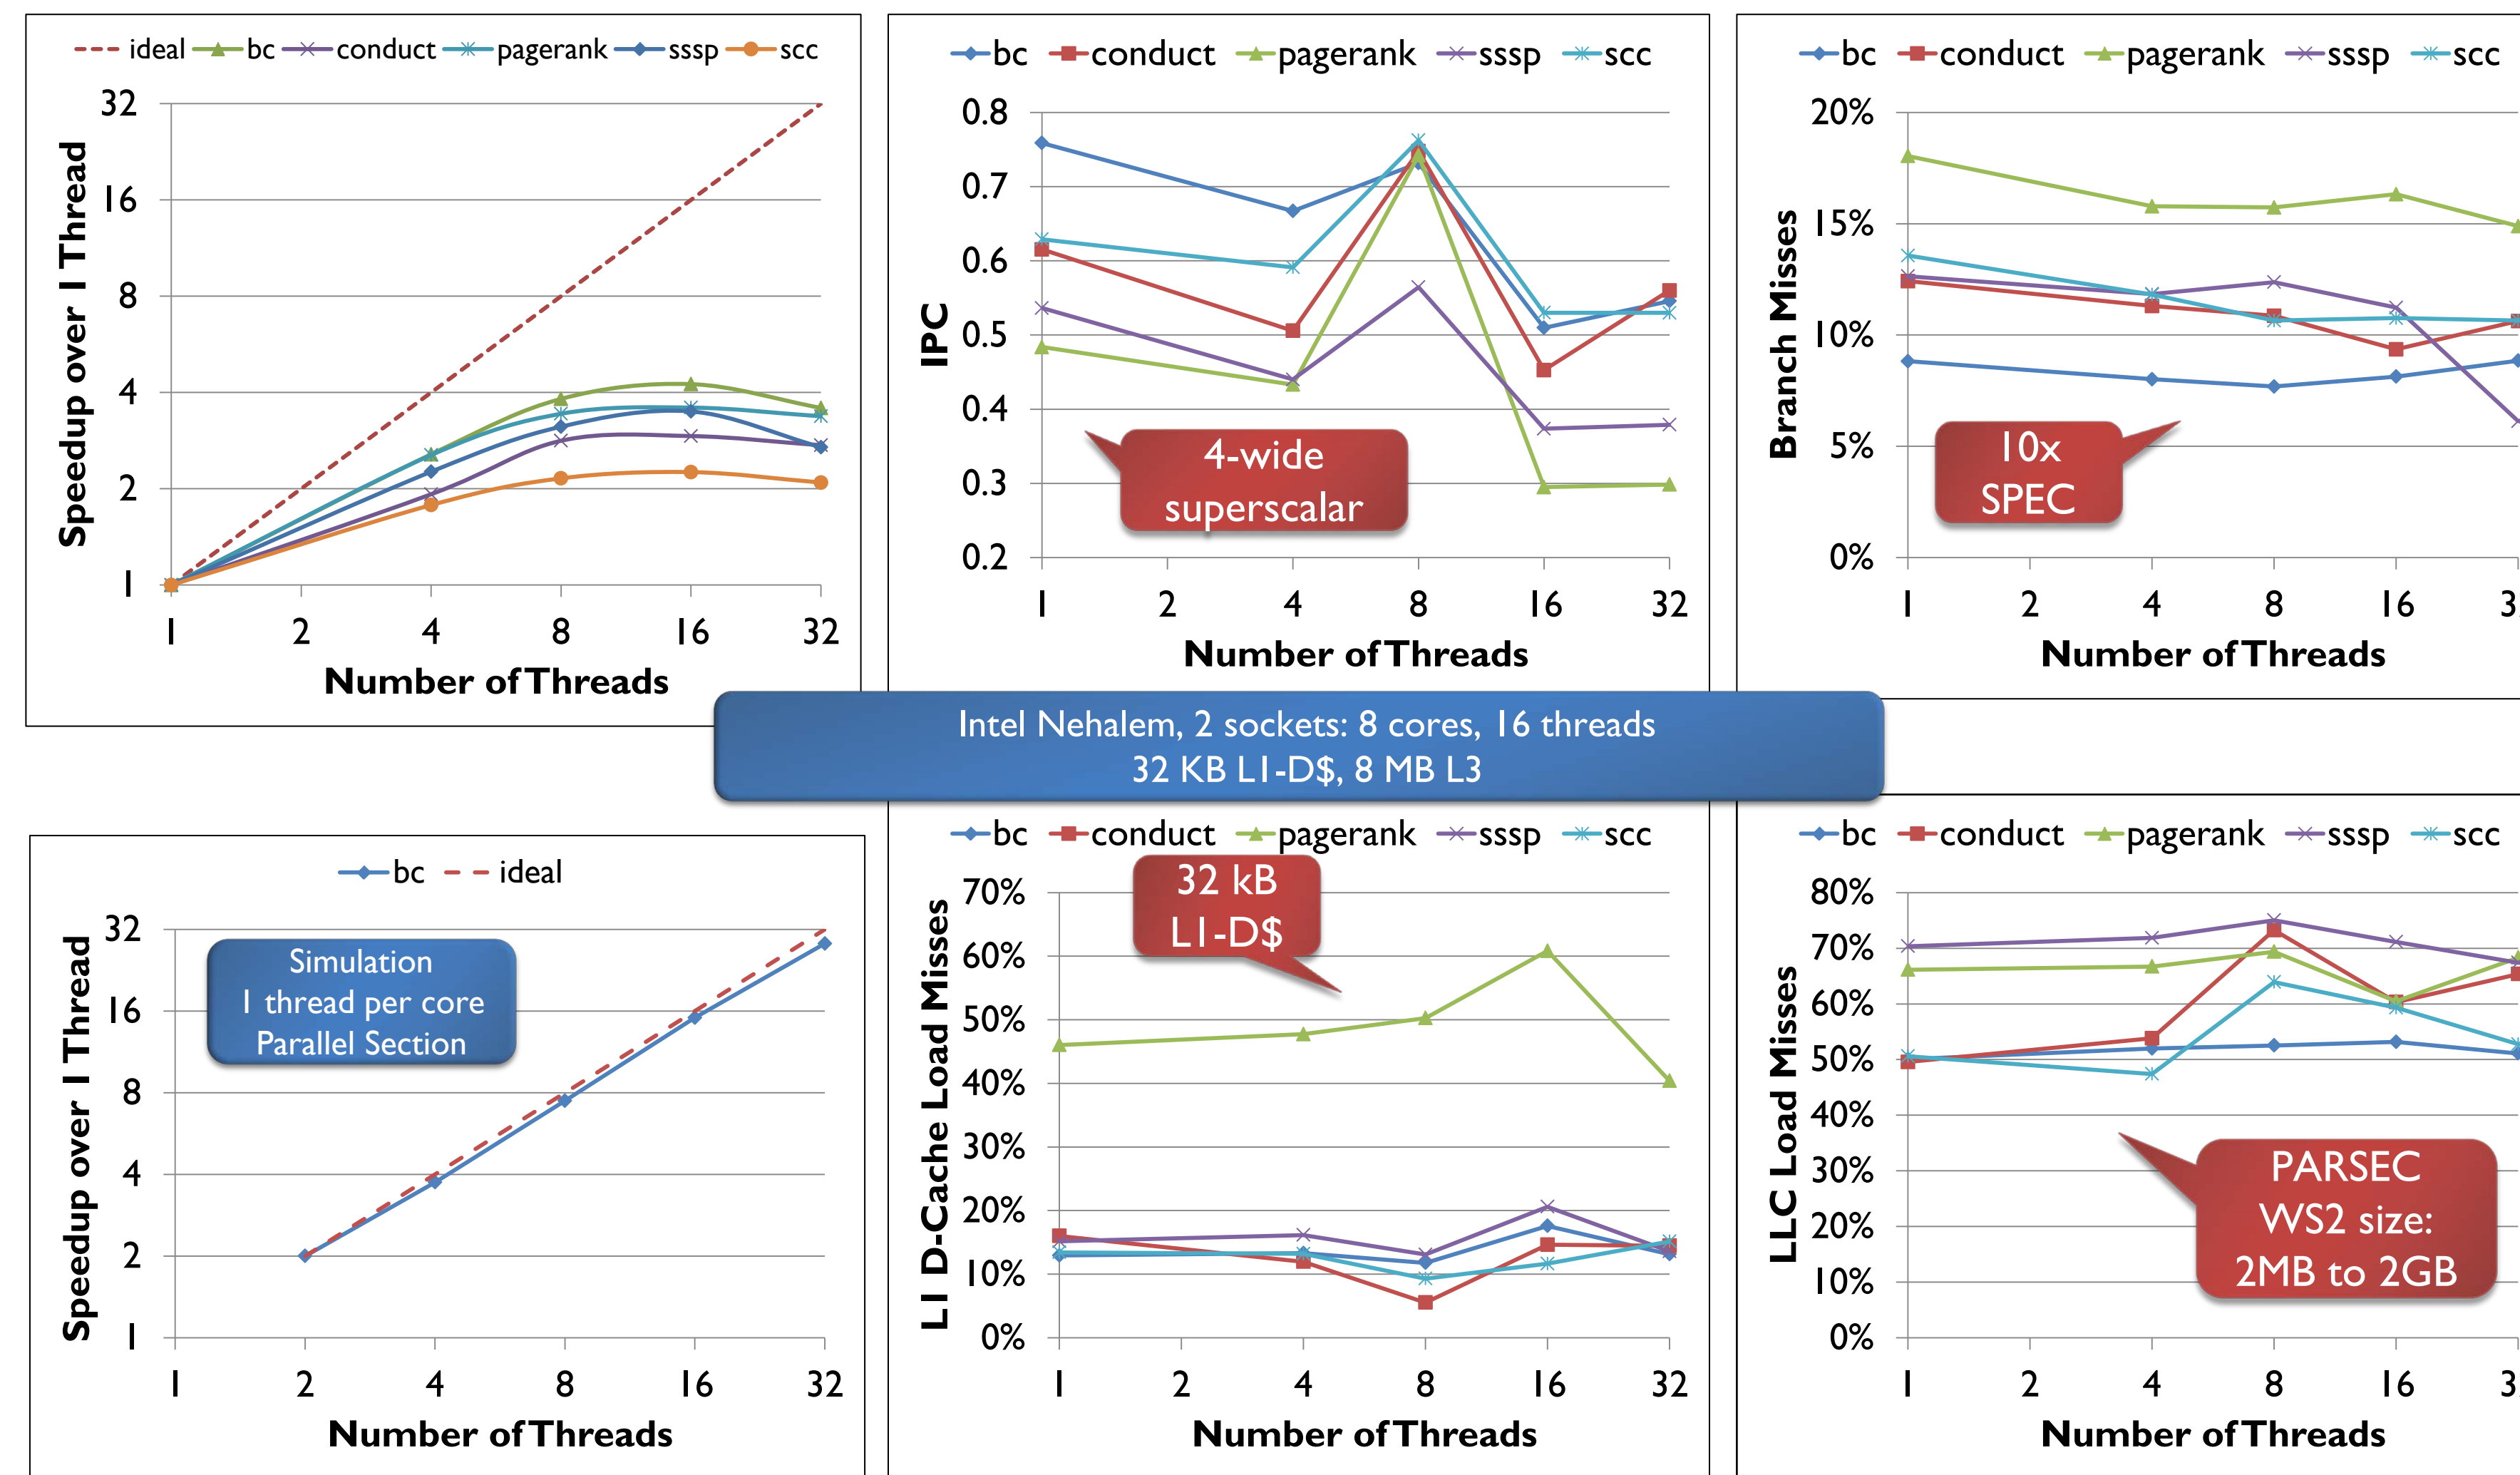 ideal bc conduct pagerank sssp scc
Speedup over 1 Thread
32
16
8
4
2
1
1 2 4 8 16 32
Number of Threads
bc conduct pagerank sssp scc
IPC
0.8
0.7
0.6
0.5
0.4
0.3
0.2
4-wide
superscalar
1 2 4 8 16 32
Number of Threads
bc conduct pagerank sssp scc
Branch Misses
20%
15%
10%
5%
0%
10x
SPEC
1 2 4 8 16 3
Number of Threads
Intel Nehalem, 2 sockets: 8 cores, 16 threads
32 KB L1-D$, 8 MB L3
bc ideal
Speedup over 1 Thread
32
16
8
4
2
1
Simulation
1 thread per core
Parallel Section
1 2 4 8 16 32
Number of Threads
bc conduct pagerank sssp scc
L1 D-Cache Load Misses
70%
60%
50%
40%
30%
20%
10%
0%
32 kB
L1-D$
1 2 4 8 16 32
Number of Threads
bc conduct pagerank sssp scc
LLC Load Misses
80%
70%
60%
50%
40%
30%
20%
10%
0%
PARSEC
WS2 size:
2MB to 2GB
1 2 4 8 16 3
Number of Threads